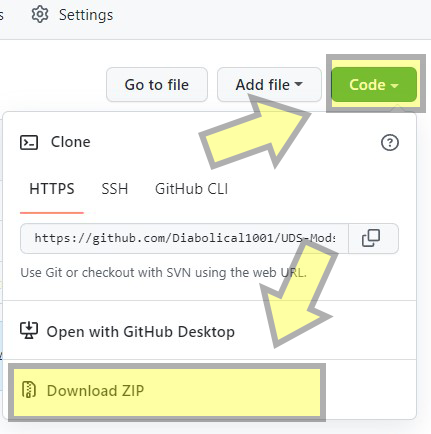 Settings
Go to file
Add file
Code
Clone
HTTPS SSH GitHub CLI
https://github.com/Diabolical1001/UDS-Mods
Use Git or checkout with SVN using the web URL.
Open with GitHub Desktop
Download ZIP